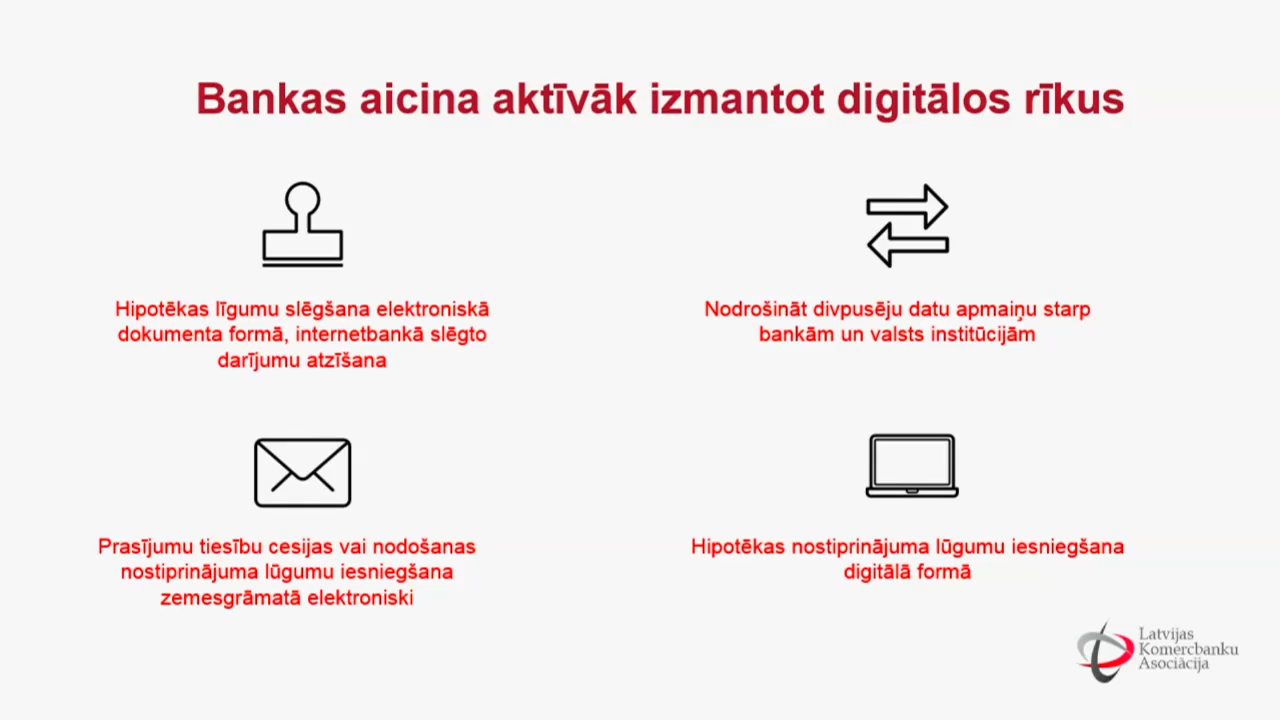 Bankas aicina aktīvāk izmantot digitālos rīkus
Hipotēkas līgumu slēgšana elektroniskā
dokumenta formā, internetbankā slēgto
darījumu atzīšana
Nodrošināt divpusēju datu apmaiņu starp
bankām un valsts institūcijām
Prasījumu tiesību cesijas vai nodošanas
nostiprinājuma lūgumu iesniegšana
zemesgrāmatā elektroniski
Hipotēkas nostiprinājuma lūgumu iesniegšana
digitālā formā
Latvijas
Komercbanku
Asociācija